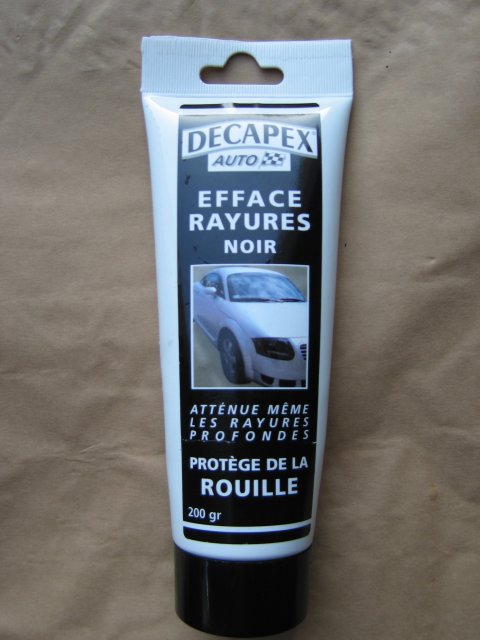 DECAPEX
AUTO
EFFACE
RAYURES
NOIR
ATTÉNUE MÊME
LES RAYURES
PROFONDES
PROTÈGE DE LA
ROUILLE
200 gr